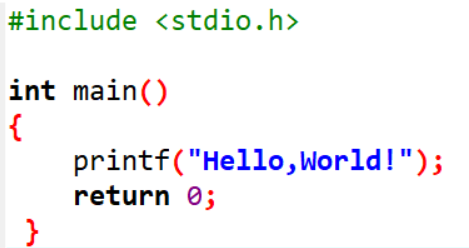 #include <stdio.h>
int main()
{
    printf("Hello,World!");
    return 0;
 }